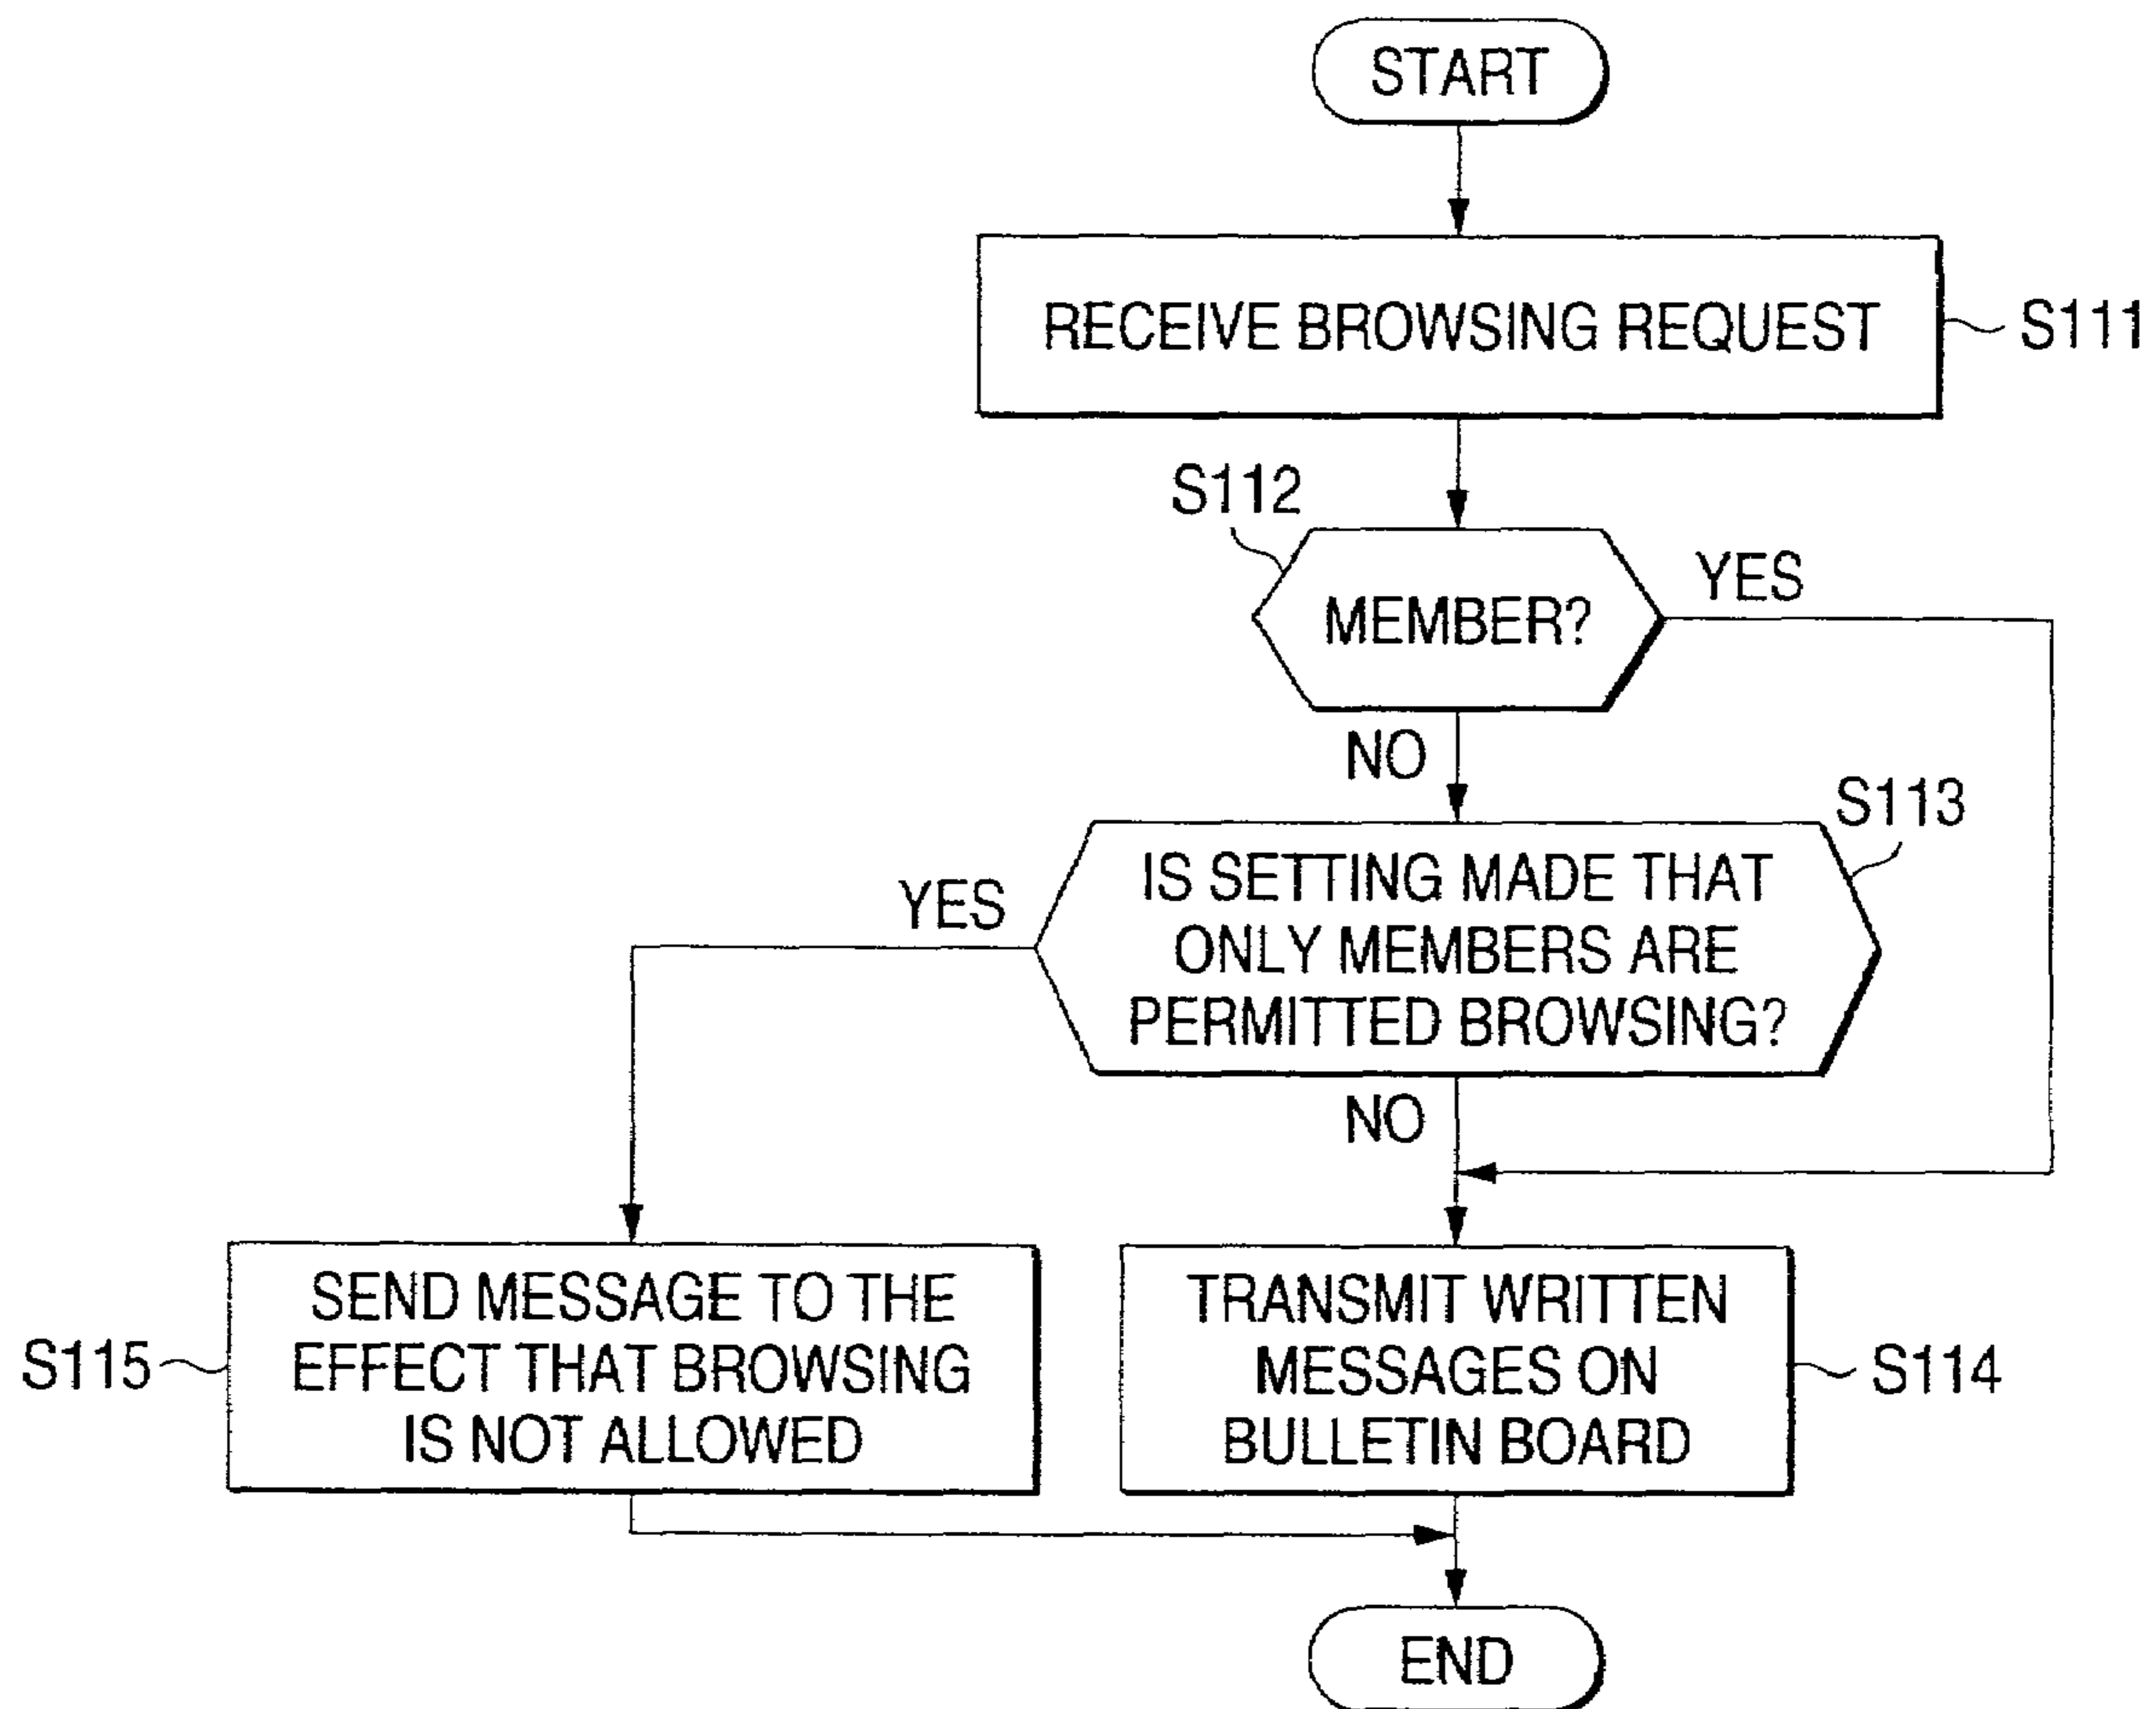 START
RECEIVE BROWSING REQUEST
S111
S112
MEMBER?
YES
NO
S113
IS SETTING MADE THAT
ONLY MEMBERS ARE
PERMITTED BROWSING?
YES
NO
S115
SEND MESSAGE TO THE
EFFECT THAT BROWSING
IS NOT ALLOWED
TRANSMIT WRITTEN
MESSAGES ON
BULLETIN BOARD
S114
END